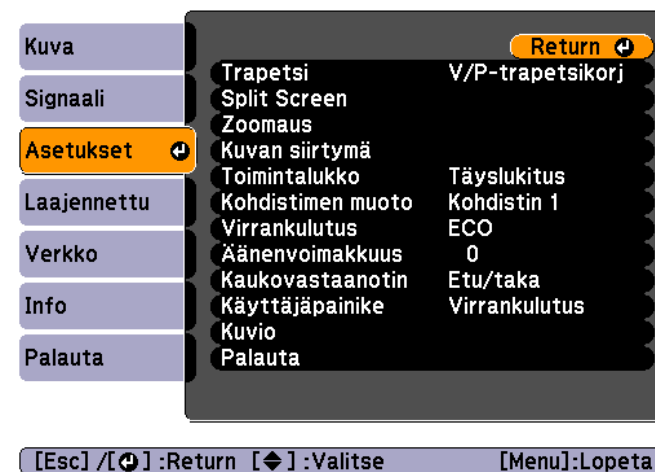 Kuva
Signaali
Asetukset
Laajennettu
Verkko
Info
Palauta
Return
Trapetsi V/P-trapetsikorj
Split Screen
Zoomaus
Kuvan siirtymä
Toimintalukko Täyslukitus
Kohdistimen muoto Kohdistin 1
Virrankulutus ECO
Äänenvoimakkuus 0
Kaukovastaanotin Etu/taka
Käyttäjäpainike Virrankulutus
Kuvio
Palauta
[Esc] /[⏎] :Return [◆] :Valitse [Menu]:Lopeta